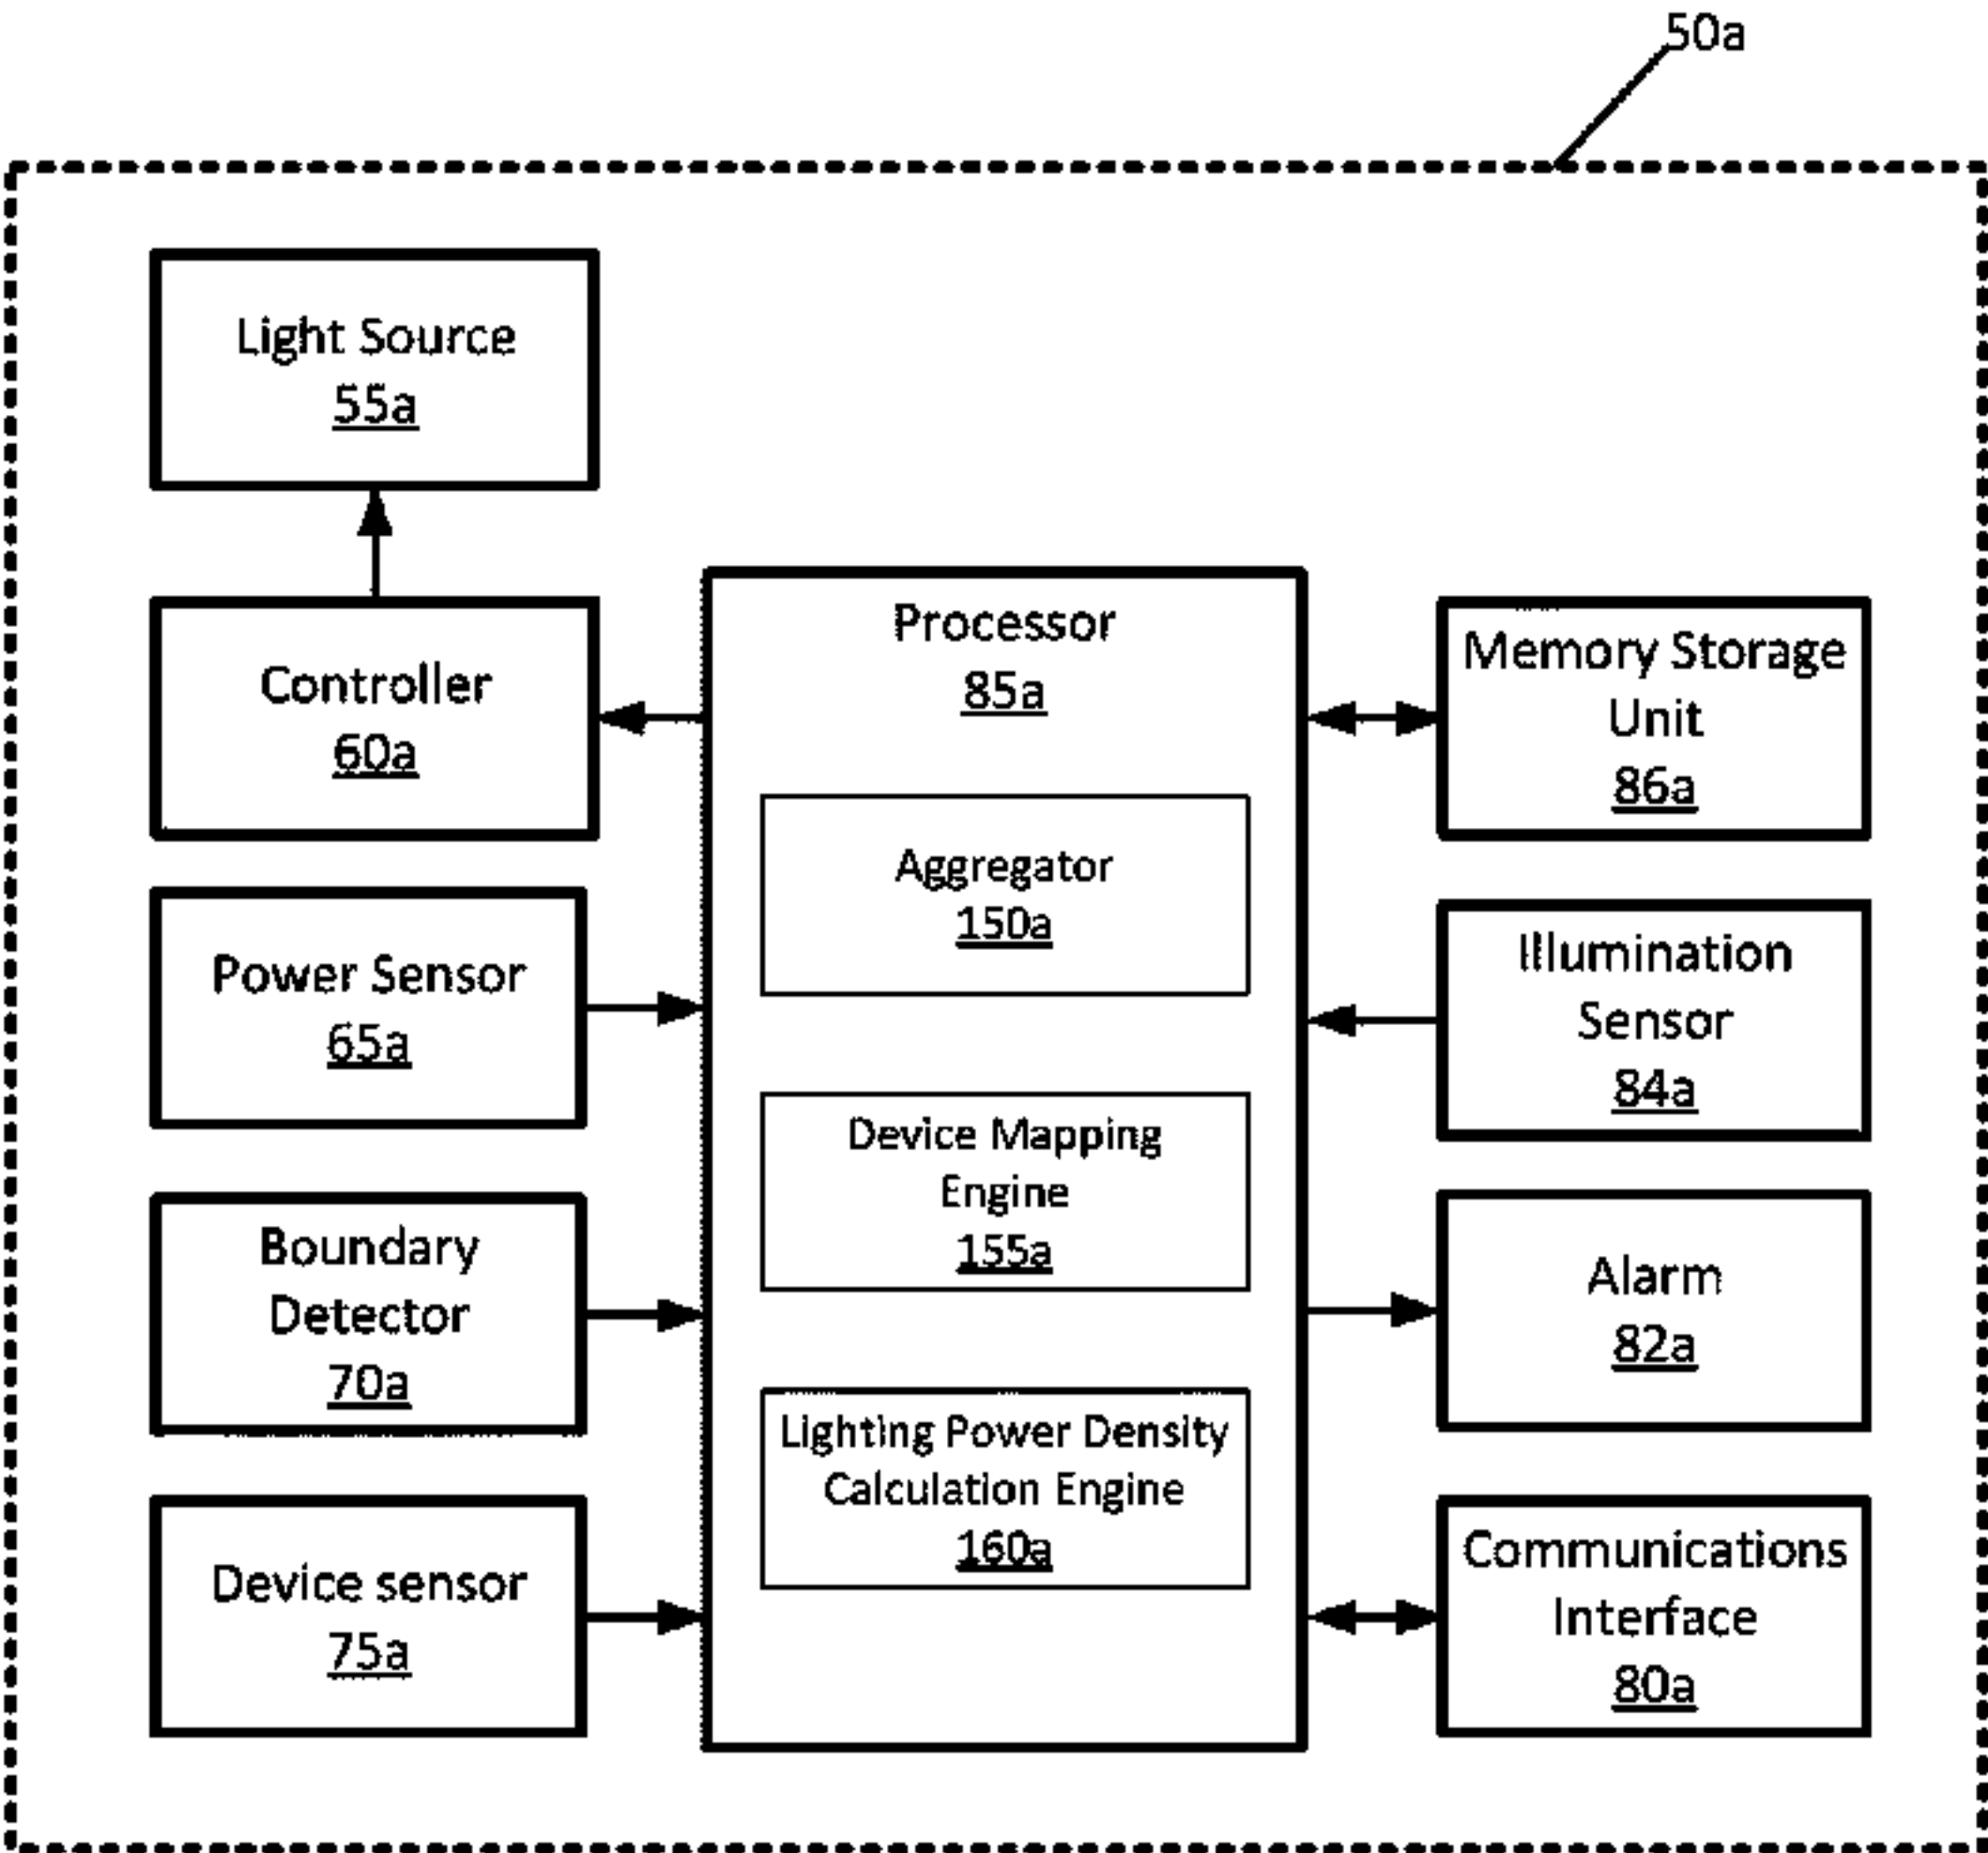 50a
Light Source
55a
Controller
60a
Power Sensor
65a
Boundary
Detector
70a
Device sensor
75a
Processor
85a
Aggregator
150a
Device Mapping
Engine
155a
Lighting Power Density
Calculation Engine
160a
Memory Storage
Unit
86a
Illumination
Sensor
84a
Alarm
82a
Communications
Interface
80a